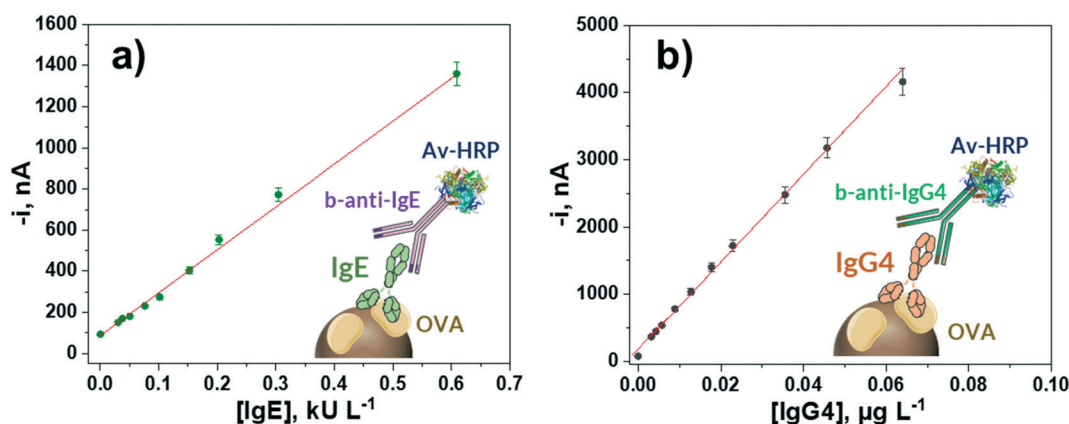 a)
1600
1400
1200
1000
800
600
400
200
0
-i, nA
0.0 0.1 0.2 0.3 0.4 0.5 0.6 0.7
[IgE], kU L⁻¹
Av-HRP
b-anti-IgE
IgE
OVA
b)
5000
4000
3000
2000
1000
0
-i, nA
0.00 0.02 0.04 0.06 0.08 0.10
[IgG4], µg L⁻¹
Av-HRP
b-anti-IgG4
IgG4
OVA